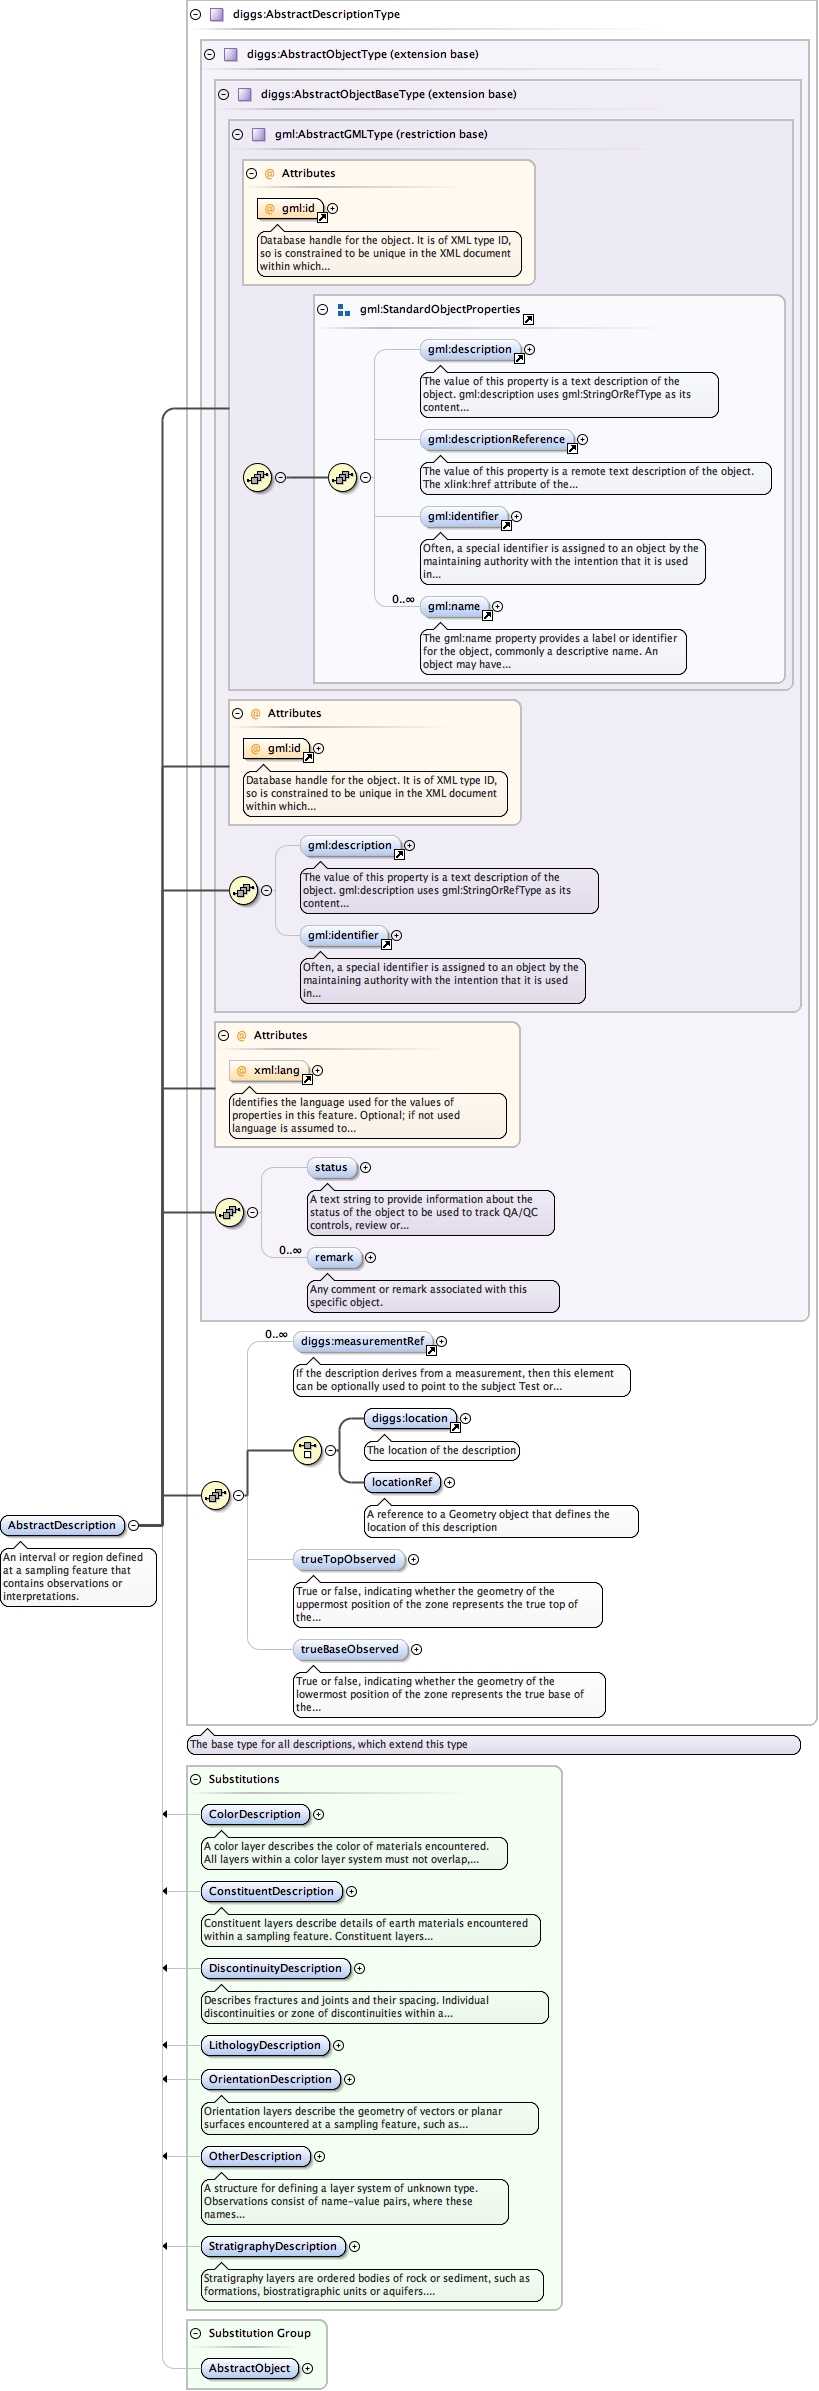 diggs:AbstractDescriptionType
diggs:AbstractObjectType (extension base)
diggs:AbstractObjectBaseType (extension base)
gml:AbstractGMLType (restriction base)
@ Attributes
@ gml:id
Database handle for the object. It is of XML type ID,
so is constrained to be unique in the XML document
within which...
gml:StandardObjectProperties
gml:description
The value of this property is a text description of the
object. gml:description uses gml:StringOrRefType as its
content...
gml:descriptionReference
The value of this property is a remote text description of the object.
The xlink:href attribute of the...
gml:identifier
Often, a special identifier is assigned to an object by the
maintaining authority with the intention that it is used
in...
0..∞ gml:name
The gml:name property provides a label or identifier
for the object, commonly a descriptive name. An
object may have...
@ Attributes
@ gml:id
Database handle for the object. It is of XML type ID,
so is constrained to be unique in the XML document
within which...
gml:description
The value of this property is a text description of the
object. gml:description uses gml:StringOrRefType as its
content...
gml:identifier
Often, a special identifier is assigned to an object by the
maintaining authority with the intention that it is used
in...
@ Attributes
@ xml:lang
Identifies the language used for the values of
properties in this feature. Optional; if not used
language is assumed to...
status
A text string to provide information about the
status of the object to be used to track QA/QC
controls, review or...
0..∞ remark
Any comment or remark associated with this
specific object.
0..∞ diggs:measurementRef
If the description derives from a measurement, then this element
can be optionally used to point to the subject Test or...
diggs:location
The location of the description
locationRef
A reference to a Geometry object that defines the
location of this description
AbstractDescription
An interval or region defined
at a sampling feature that
contains observations or
interpretations.
trueTopObserved
True or false, indicating whether the geometry of the
uppermost position of the zone represents the true top of
the...
trueBaseObserved
True or false, indicating whether the geometry of the
lowermost position of the zone represents the true base of
the...
The base type for all descriptions, which extend this type
Substitutions
ColorDescription
A color layer describes the color of materials encountered.
All layers within a color layer system must not overlap,...
ConstituentDescription
Constituent layers describe details of earth materials encountered
within a sampling feature. Constituent layers...
DiscontinuityDescription
Describes fractures and joints and their spacing. Individual
discontinuities or zone of discontinuities within a...
LithologyDescription
OrientationDescription
Orientation layers describe the geometry of vectors or planar
surfaces encountered at a sampling feature, such as...
OtherDescription
A structure for defining a layer system of unknown type.
Observations consist of name-value pairs, where these
names...
StratigraphyDescription
Stratigraphy layers are ordered bodies of rock or sediment, such as
formations, biostratigraphic units or aquifers....
Substitution Group
AbstractObject